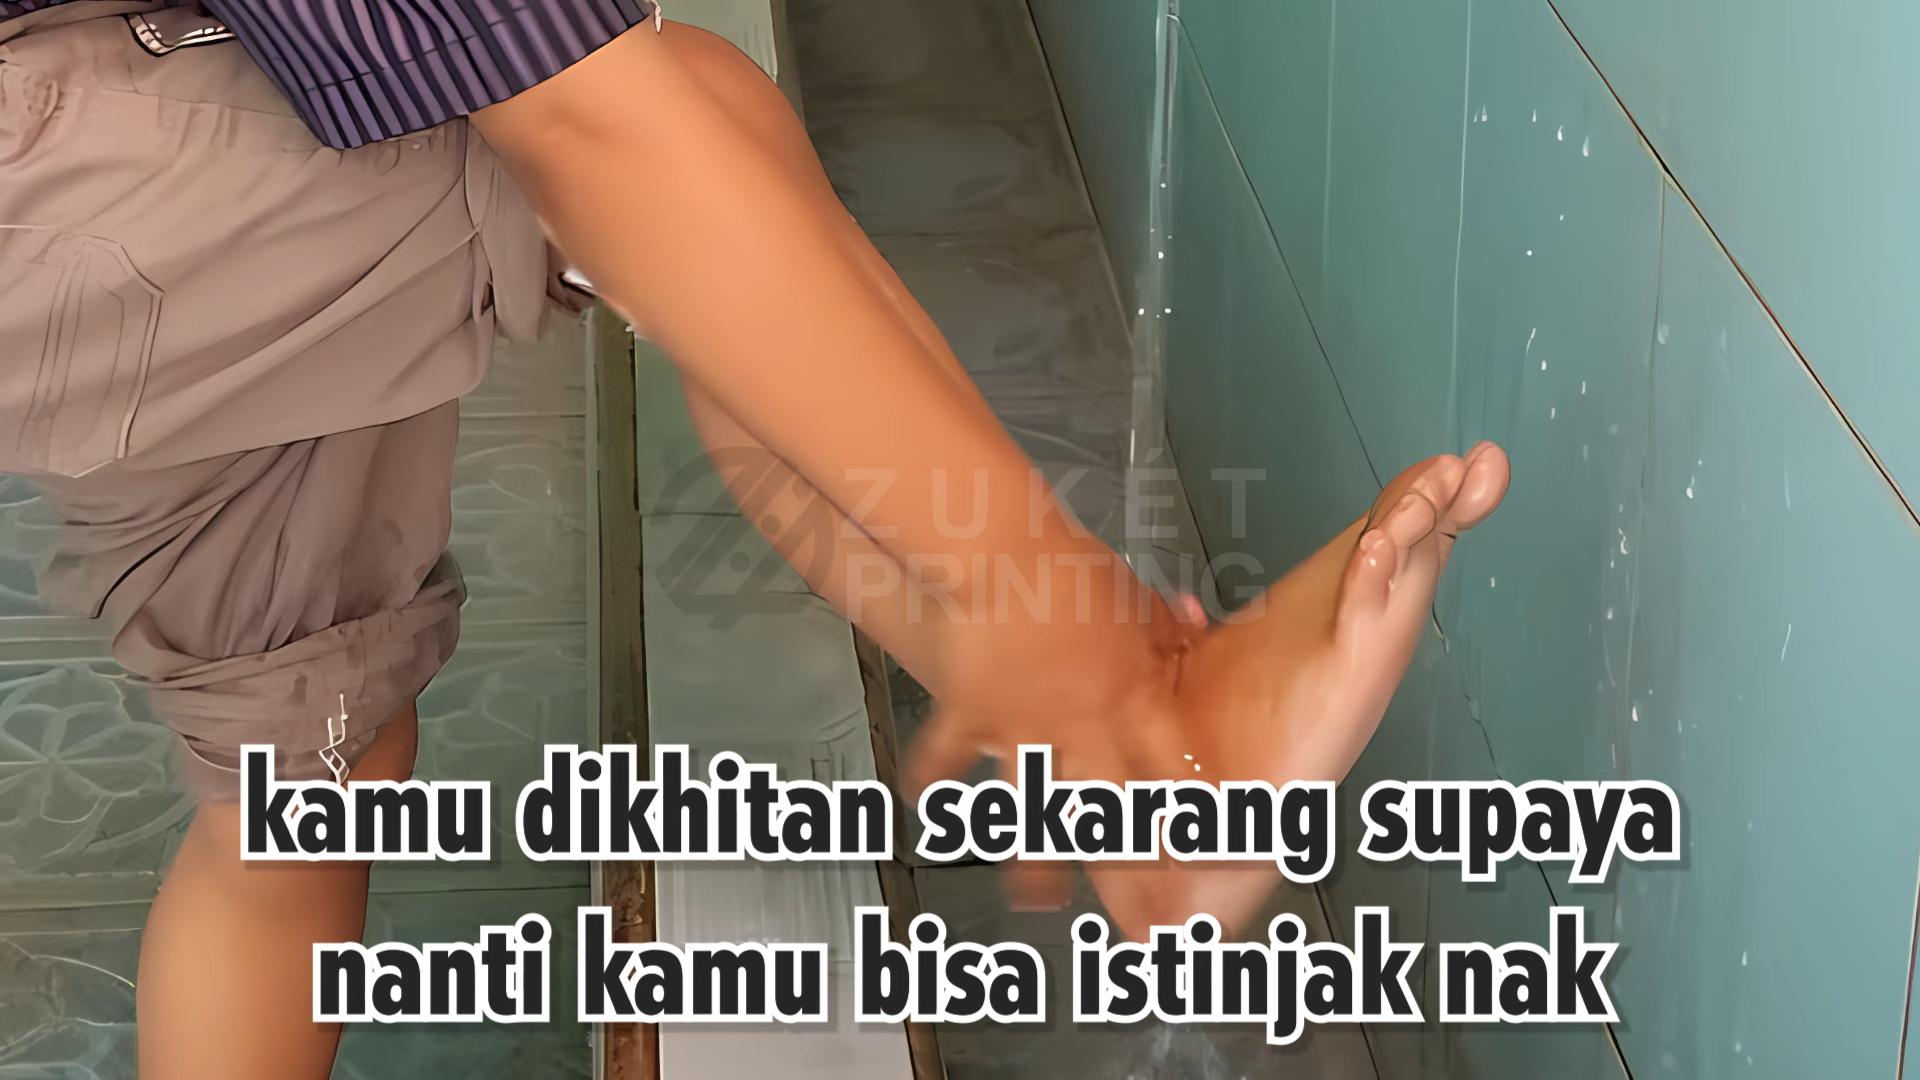 ZUKÉT
PRINTING
kamu dikhitan sekarang supaya
nanti kamu bisa istinjak nak